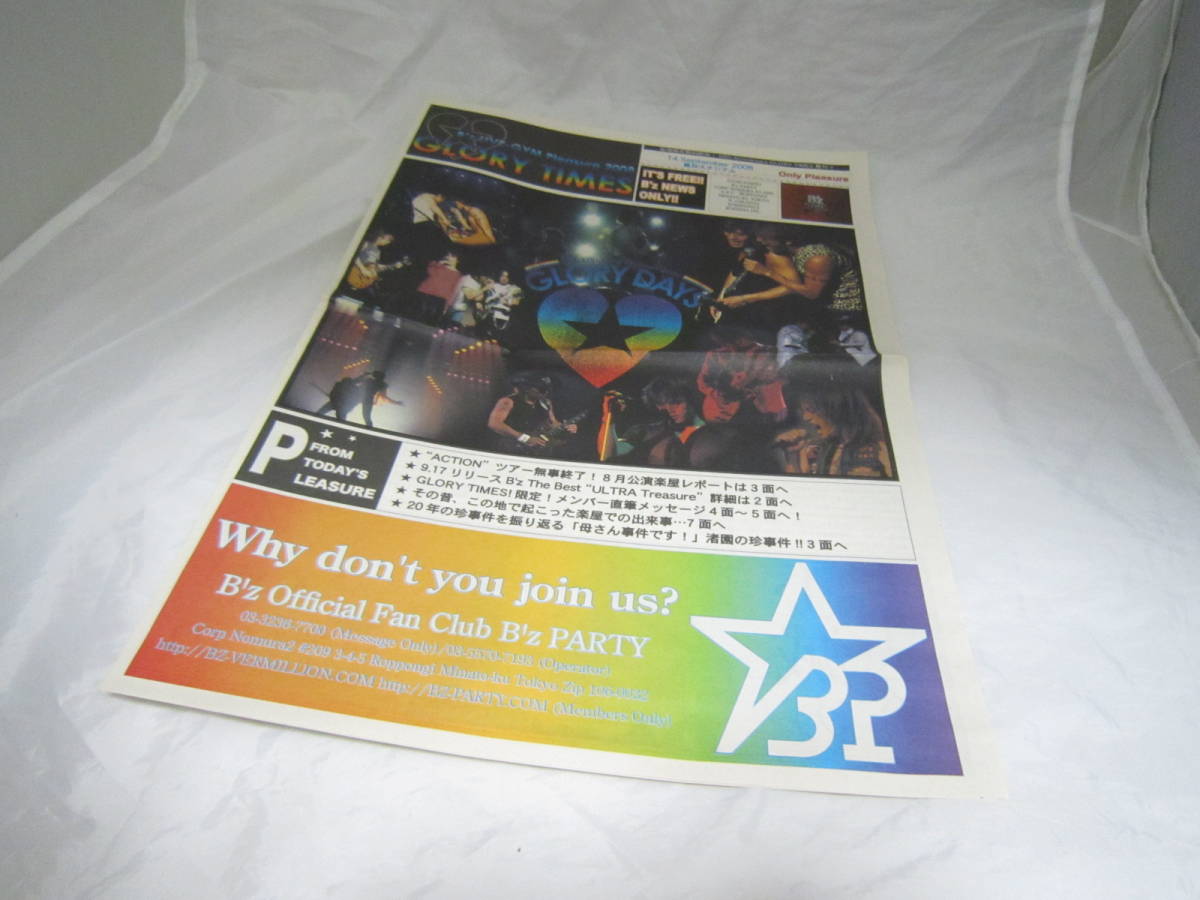 B'z LIVE-GYM Pleasure 2008
GLORY TIMES
IT'S FREE!!
B'z NEWS
ONLY!!
14 September 2008
Only Pleasure
B'z
GLORY DAYS
P FROM
TODAY'S
LEASURE
★ “ACTION” ツアー無事終了！8月公演楽屋レポートは3面へ
★ 9.17 リリース B'z The Best “ULTRA Treasure” 詳細は2面へ
★ GLORY TIMES！限定！メンバー直筆メッセージ4面〜5面へ！
★ その昔、この地で起こった楽屋での出来事…7面へ
★ 20年の珍事件を振り返る「母さん事件です！」渚園の珍事件!!3面へ
Why don't you join us?
B'z Official Fan Club B'z PARTY
03-3236-7700 (Message Only)/03-5570-7193 (Operator)
Corp Nomura2 #209 3-4-5 Roppongi Minato-ku Tokyo Zip 106-0032
http://BZ-VERMILLION.COM http://BZ-PARTY.COM (Members Only)
BP